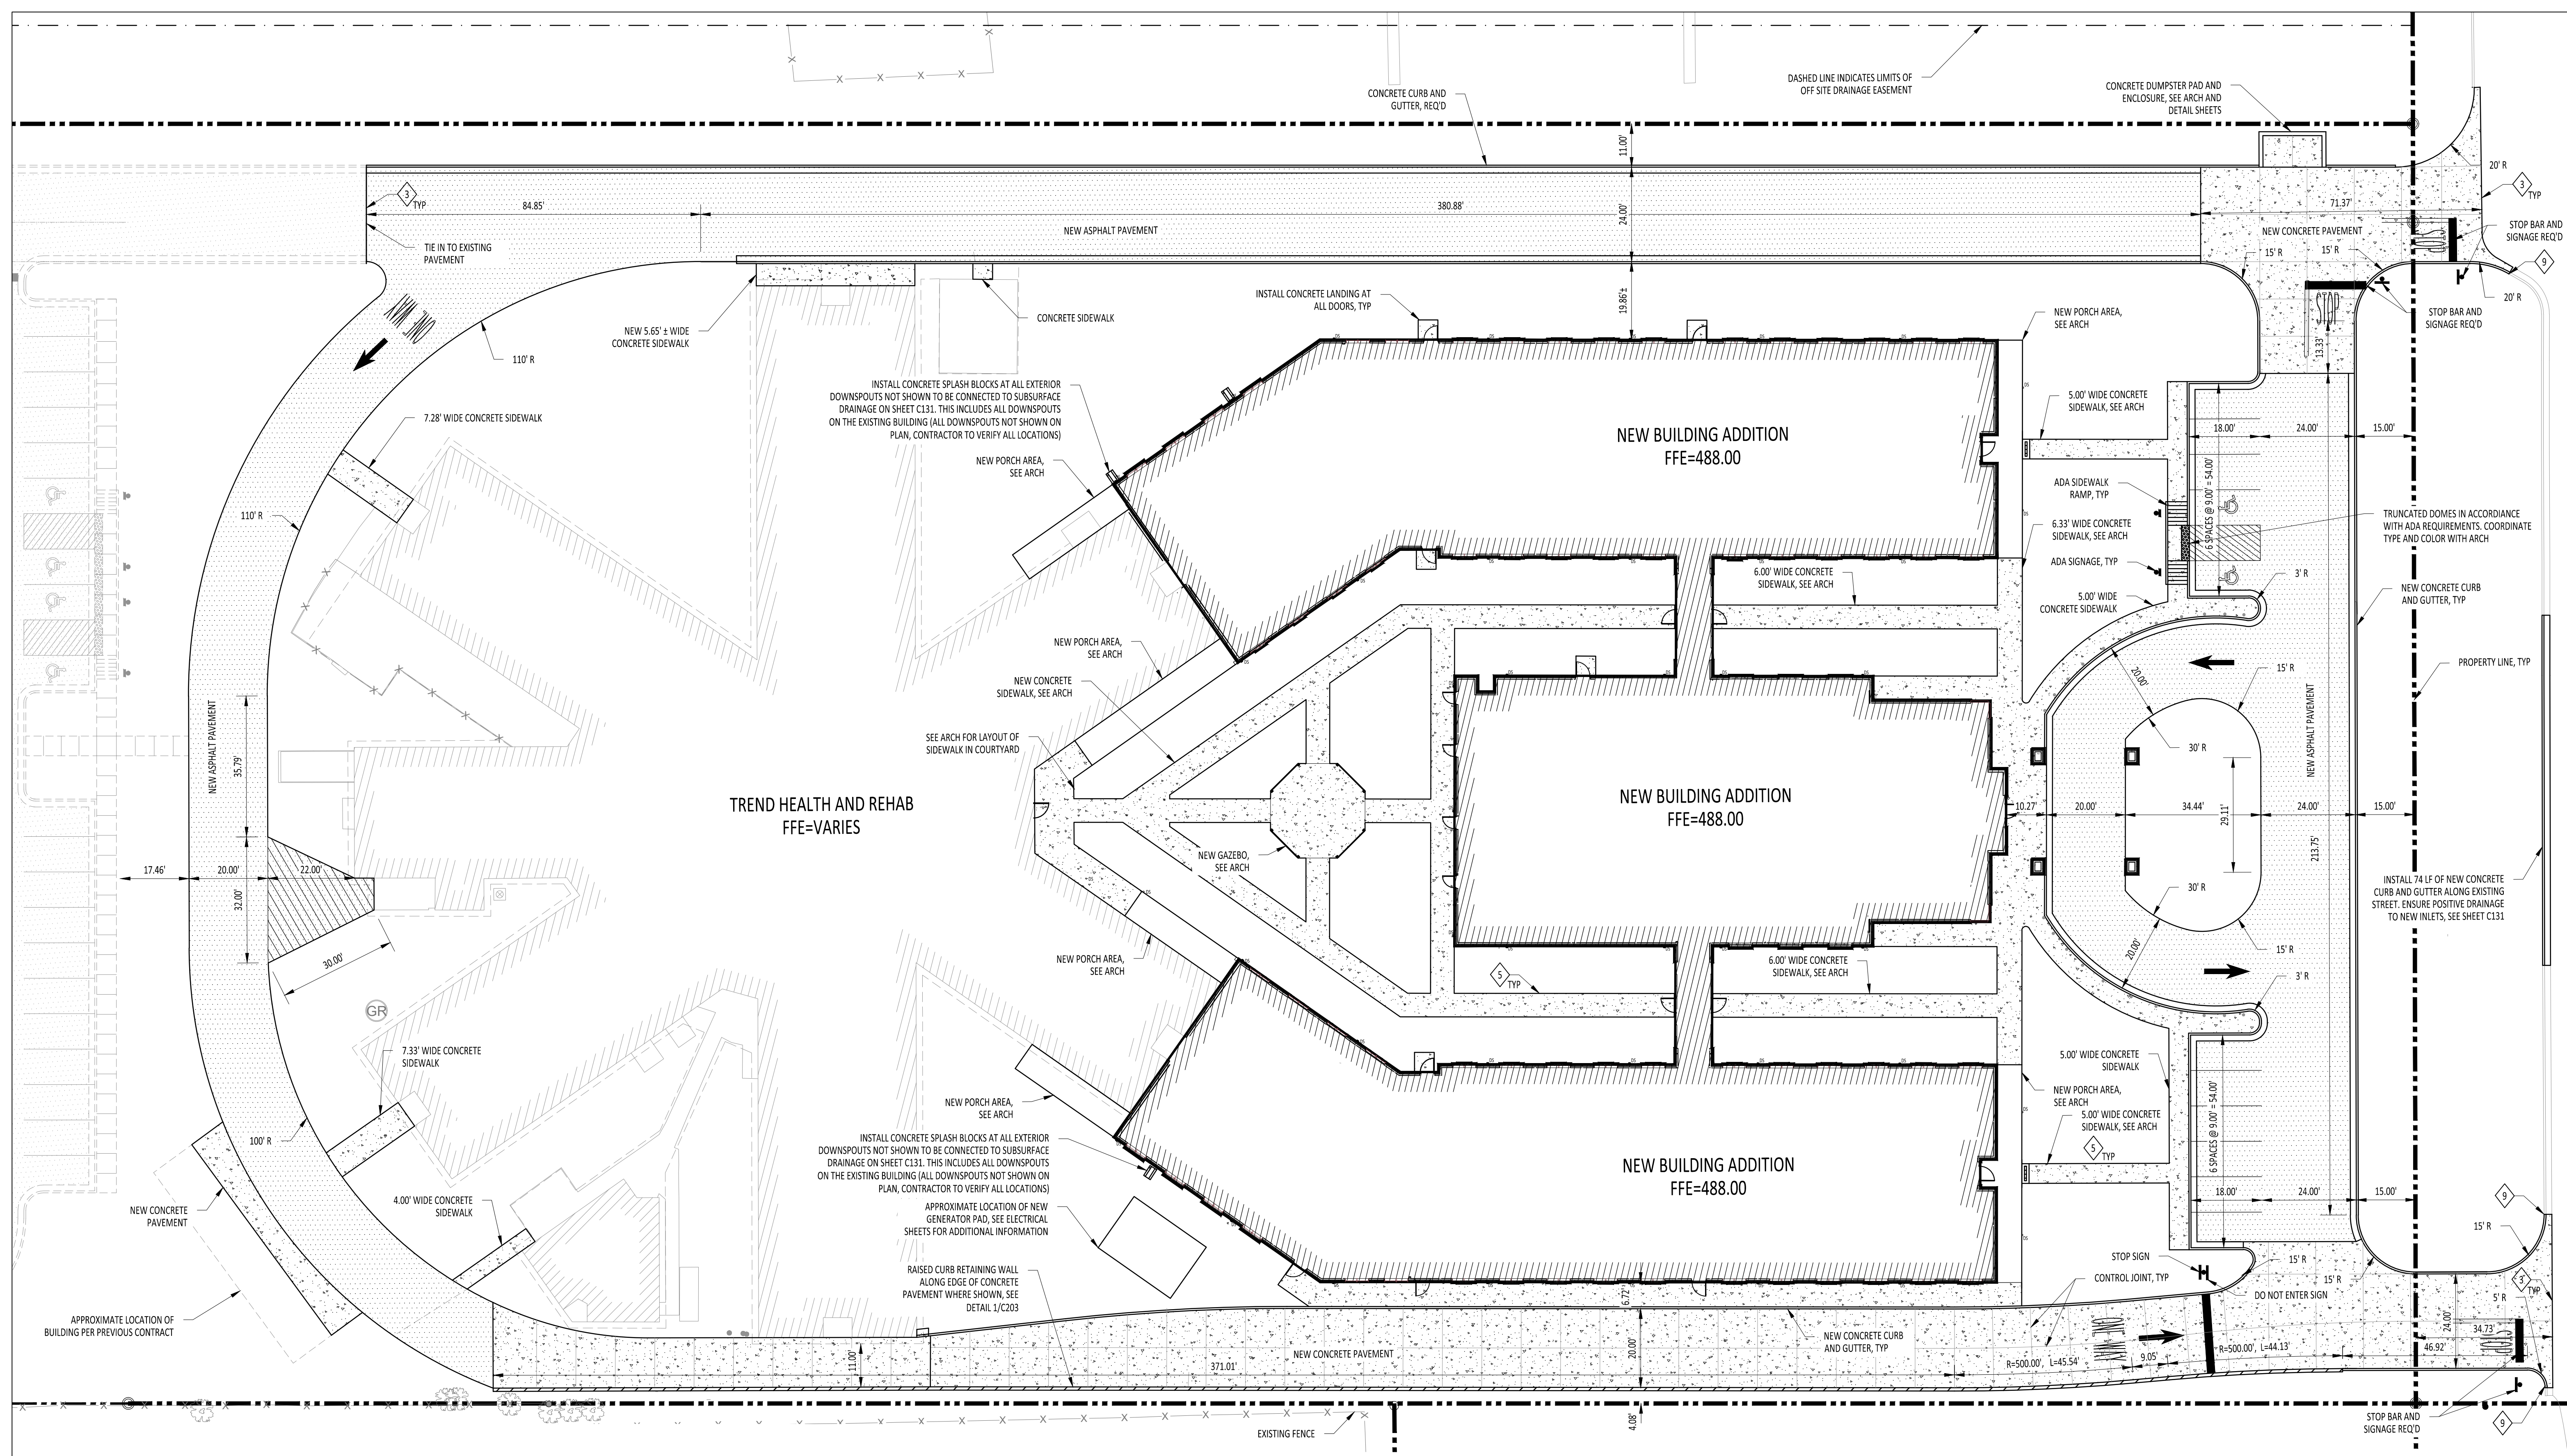 DASHED LINE INDICATES LIMITS OF
OFF SITE DRAINAGE EASEMENT
CONCRETE DUMPSTER PAD AND
ENCLOSURE, SEE ARCH AND
DETAIL SHEETS
CONCRETE CURB AND
GUTTER, REQ'D
11.00'
20' R
3
TYP
3
TYP
84.85'
380.88'
24.00'
71.37'
NEW ASPHALT PAVEMENT
NEW CONCRETE PAVEMENT
STOP BAR AND
SIGNAGE REQ'D
TIE IN TO EXISTING
PAVEMENT
15' R
15' R
9
20' R
INSTALL CONCRETE LANDING AT
ALL DOORS, TYP
19.86'±
CONCRETE SIDEWALK
NEW 5.65' ± WIDE
CONCRETE SIDEWALK
NEW PORCH AREA,
SEE ARCH
STOP BAR AND
SIGNAGE REQ'D
13.33'
110' R
INSTALL CONCRETE SPLASH BLOCKS AT ALL EXTERIOR
DOWNSPOUTS NOT SHOWN TO BE CONNECTED TO SUBSURFACE
DRAINAGE ON SHEET C131. THIS INCLUDES ALL DOWNSPOUTS
ON THE EXISTING BUILDING (ALL DOWNSPOUTS NOT SHOWN ON
PLAN, CONTRACTOR TO VERIFY ALL LOCATIONS)
5.00' WIDE CONCRETE
SIDEWALK, SEE ARCH
7.28' WIDE CONCRETE SIDEWALK
NEW BUILDING ADDITION
FFE=488.00
18.00'
24.00'
15.00'
NEW PORCH AREA,
SEE ARCH
6 SPACES @ 9.00' = 54.00'
ADA SIDEWALK
RAMP, TYP
110' R
6.33' WIDE CONCRETE
SIDEWALK, SEE ARCH
TRUNCATED DOMES IN ACCORDANCE
WITH ADA REQUIREMENTS. COORDINATE
TYPE AND COLOR WITH ARCH
ADA SIGNAGE, TYP
6.00' WIDE CONCRETE
SIDEWALK, SEE ARCH
3' R
5.00' WIDE
CONCRETE SIDEWALK
NEW CONCRETE CURB
AND GUTTER, TYP
NEW PORCH AREA,
SEE ARCH
NEW CONCRETE
SIDEWALK, SEE ARCH
20.00'
15' R
PROPERTY LINE, TYP
NEW ASPHALT PAVEMENT
35.79'
SEE ARCH FOR LAYOUT OF
SIDEWALK IN COURTYARD
30' R
NEW ASPHALT PAVEMENT
TREND HEALTH AND REHAB
FFE=VARIES
NEW BUILDING ADDITION
FFE=488.00
10.27'
20.00'
34.44'
29.11'
24.00'
15.00'
213.75'
NEW GAZEBO,
SEE ARCH
17.46'
20.00'
22.00'
32.00'
30.00'
30' R
INSTALL 74 LF OF NEW CONCRETE
CURB AND GUTTER ALONG EXISTING
STREET. ENSURE POSITIVE DRAINAGE
TO NEW INLETS, SEE SHEET C131
NEW PORCH AREA,
SEE ARCH
6.00' WIDE CONCRETE
SIDEWALK, SEE ARCH
5
TYP
20.00'
15' R
3' R
GR
7.33' WIDE CONCRETE
SIDEWALK
5.00' WIDE CONCRETE
SIDEWALK
NEW PORCH AREA,
SEE ARCH
NEW PORCH AREA,
SEE ARCH
5.00' WIDE CONCRETE
SIDEWALK, SEE ARCH
5
TYP
6 SPACES @ 9.00' = 54.00'
100' R
INSTALL CONCRETE SPLASH BLOCKS AT ALL EXTERIOR
DOWNSPOUTS NOT SHOWN TO BE CONNECTED TO SUBSURFACE
DRAINAGE ON SHEET C131. THIS INCLUDES ALL DOWNSPOUTS
ON THE EXISTING BUILDING (ALL DOWNSPOUTS NOT SHOWN ON
PLAN, CONTRACTOR TO VERIFY ALL LOCATIONS)
NEW BUILDING ADDITION
FFE=488.00
18.00'
24.00'
15.00'
9
NEW CONCRETE
PAVEMENT
4.00' WIDE CONCRETE
SIDEWALK
APPROXIMATE LOCATION OF NEW
GENERATOR PAD, SEE ELECTRICAL
SHEETS FOR ADDITIONAL INFORMATION
15' R
STOP SIGN
15' R
RAISED CURB RETAINING WALL
ALONG EDGE OF CONCRETE
PAVEMENT WHERE SHOWN, SEE
DETAIL 1/C203
CONTROL JOINT, TYP
15' R
3
TYP
DO NOT ENTER SIGN
5' R
6.72'
APPROXIMATE LOCATION OF
BUILDING PER PREVIOUS CONTRACT
24.00'
34.73'
NEW CONCRETE CURB
AND GUTTER, TYP
11.00'
371.01'
NEW CONCRETE PAVEMENT
20.00'
R=500.00', L=45.54'
9.05'
R=500.00', L=44.13'
46.92'
4.08'
EXISTING FENCE
STOP BAR AND
SIGNAGE REQ'D
9